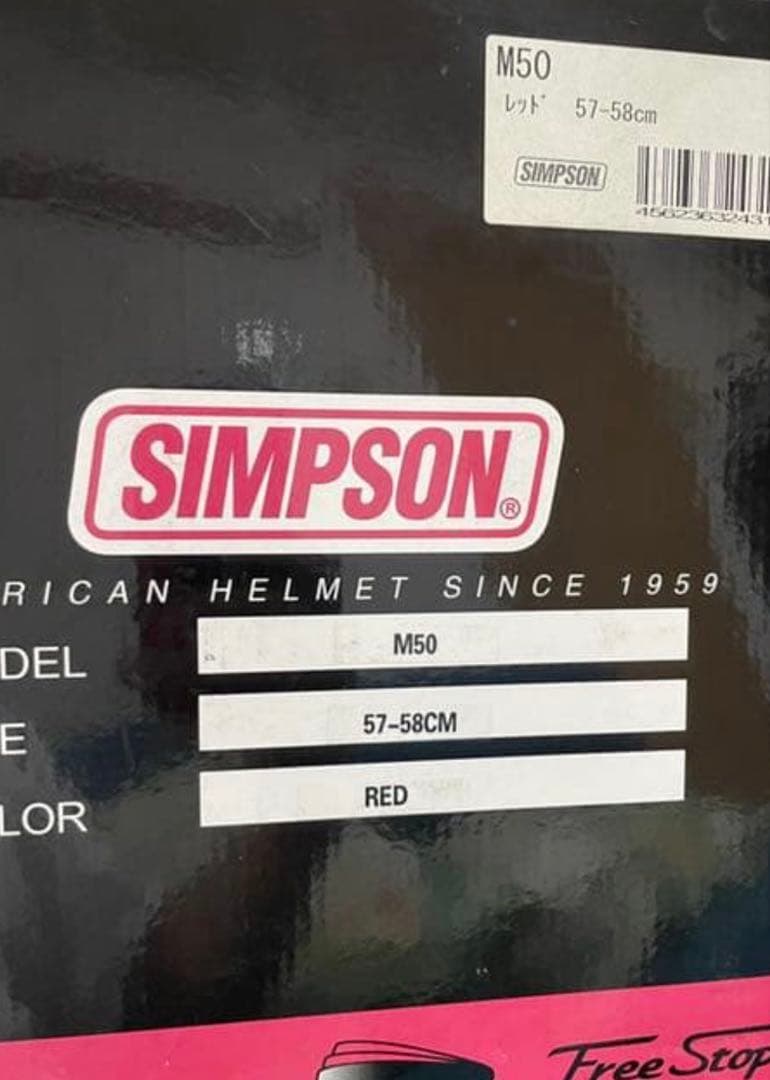 M50
ﾚｯﾄﾞ 57-58cm
SIMPSON
45623632431
SIMPSON®
RICAN HELMET SINCE 1959
DEL M50
E 57-58CM
LOR RED
Free Stop